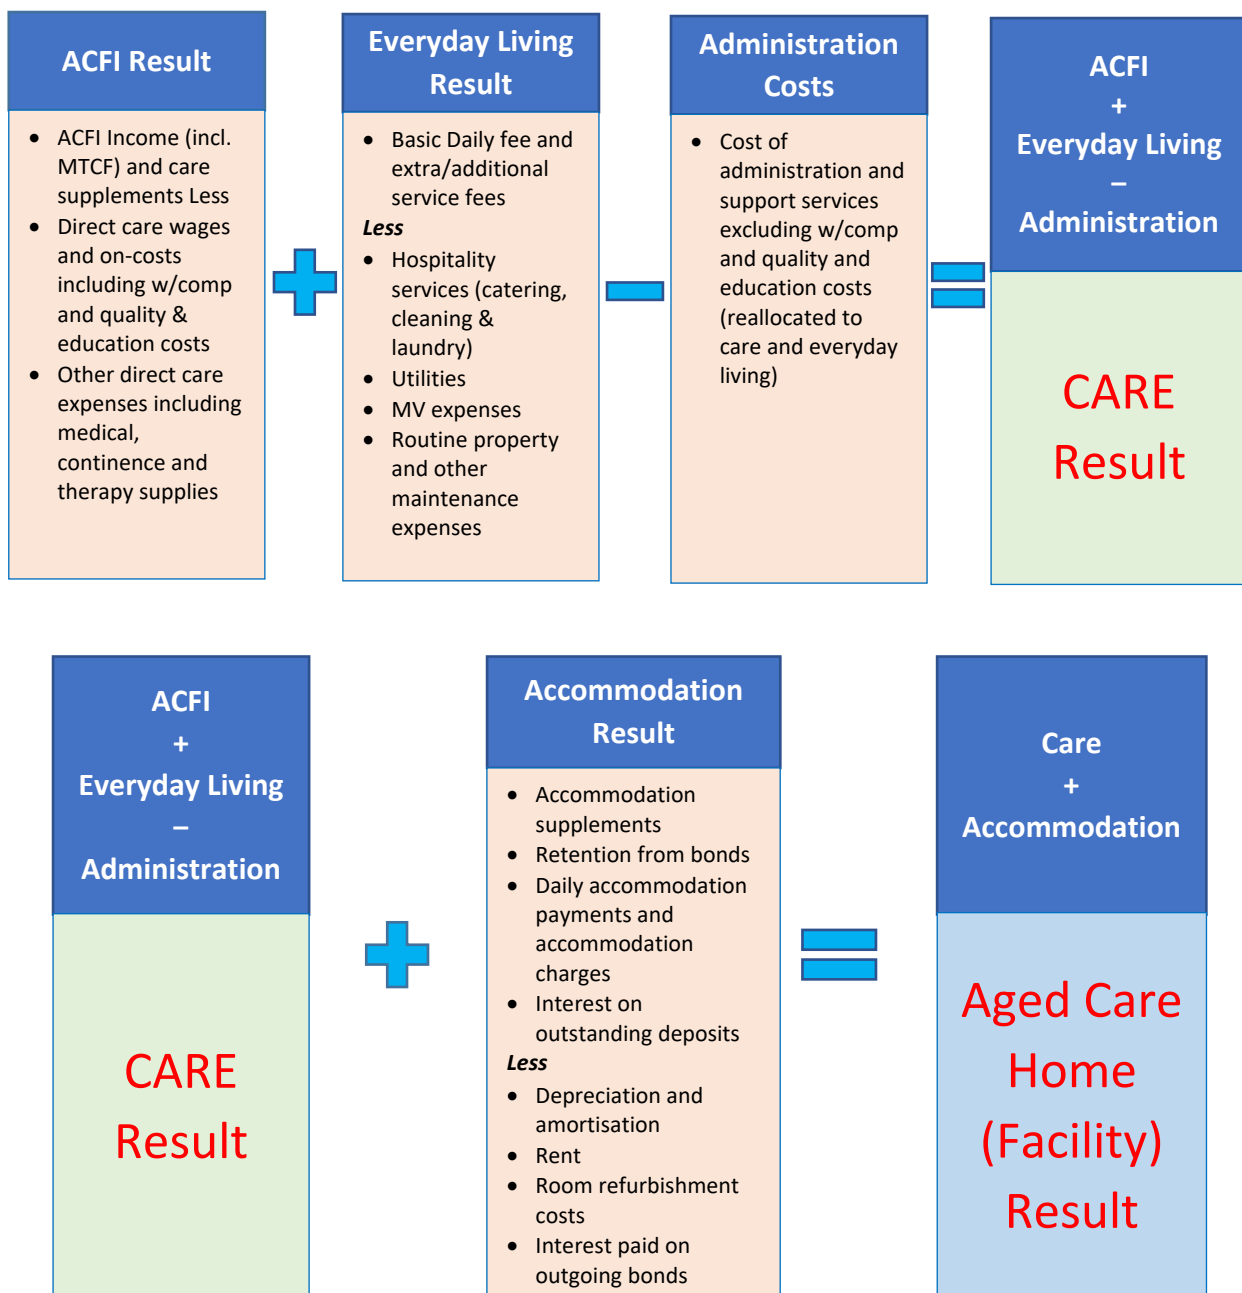 ACFI Result
• ACFI Income (incl.
MTCF) and care
supplements Less
• Direct care wages
and on-costs
including w/comp
and quality &
education costs
• Other direct care
expenses including
medical,
continence and
therapy supplies
Everyday Living
Result
• Basic Daily fee and
extra/additional
service fees
Less
• Hospitality
services (catering,
cleaning &
laundry)
• Utilities
• MV expenses
• Routine property
and other
maintenance
expenses
Administration
Costs
• Cost of
administration and
support services
excluding w/comp
and quality and
education costs
(reallocated to
care and everyday
living)
ACFI
+
Everyday Living
–
Administration
CARE
Result
ACFI
+
Everyday Living
–
Administration
CARE
Result
Accommodation
Result
• Accommodation
supplements
• Retention from bonds
• Daily accommodation
payments and
accommodation
charges
• Interest on
outstanding deposits
Less
• Depreciation and
amortisation
• Rent
• Room refurbishment
costs
• Interest paid on
outgoing bonds
Care
+
Accommodation
Aged Care
Home
(Facility)
Result